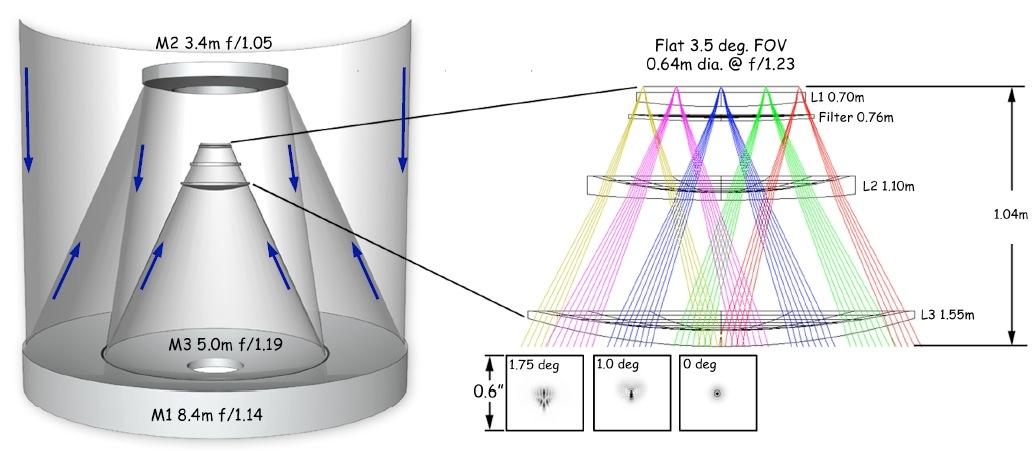 M2 3.4m f/1.05
M3 5.0m f/1.19
M1 8.4m f/1.14
Flat 3.5 deg. FOV
0.64m dia. @ f/1.23
L1 0.70m
Filter 0.76m
L2 1.10m
1.04m
L3 1.55m
0.6"
1.75 deg
1.0 deg
0 deg